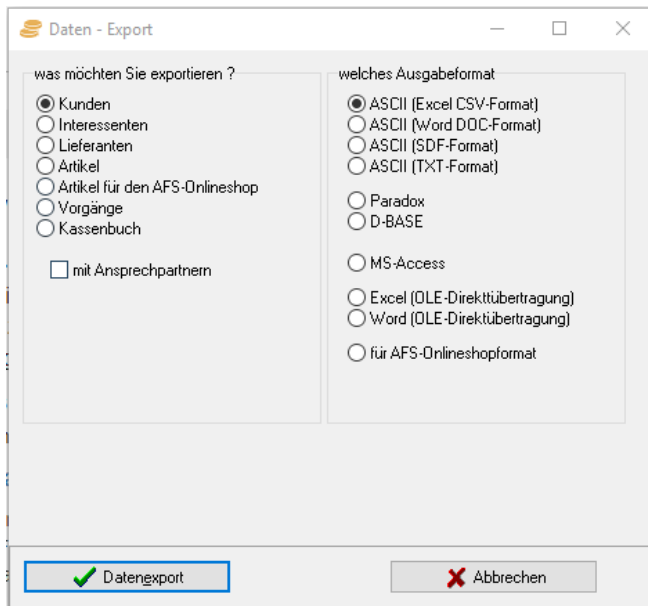 Daten - Export
was möchten Sie exportieren ?
Kunden
Interessenten
Lieferanten
Artikel
Artikel für den AFS-Onlineshop
Vorgänge
Kassenbuch
mit Ansprechpartnern
welches Ausgabeformat
ASCII (Excel CSV-Format)
ASCII (Word DOC-Format)
ASCII (SDF-Format)
ASCII (TXT-Format)
Paradox
D-BASE
MS-Access
Excel (OLE-Direkttübertragung)
Word (OLE-Direktübertragung)
für AFS-Onlineshopformat
Datenexport
Abbrechen